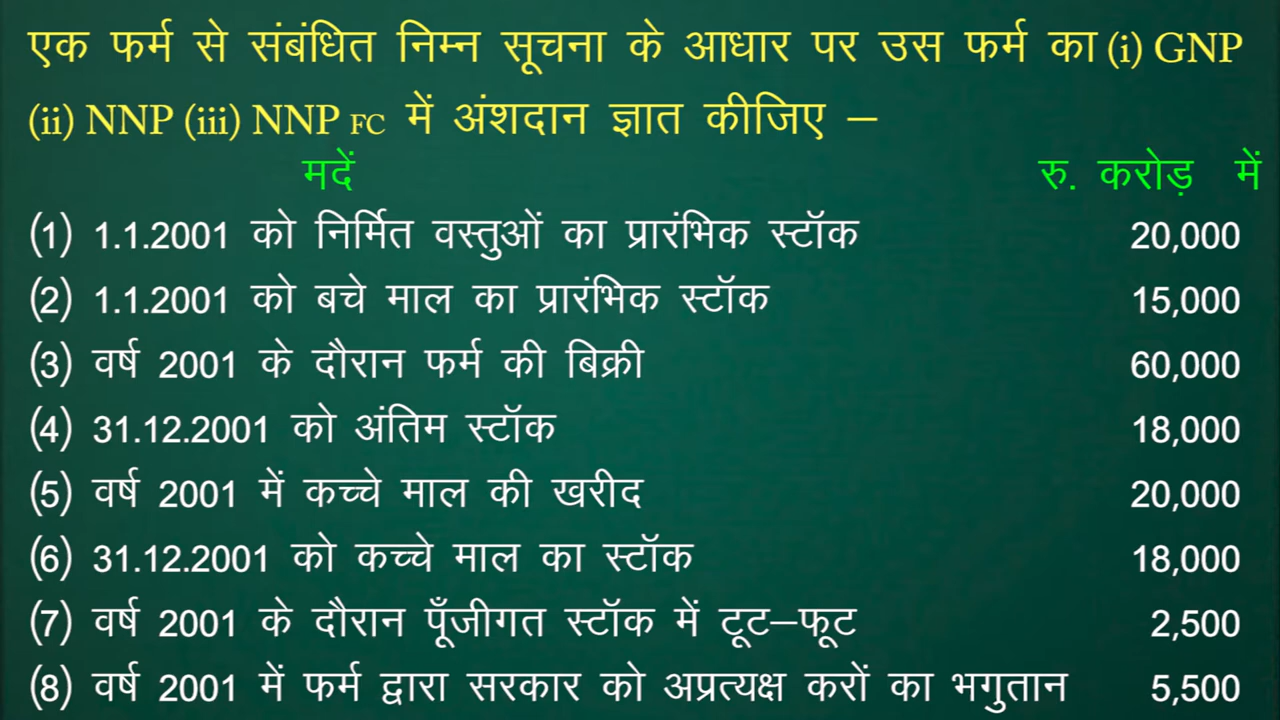 एक फर्म से संबंधित निम्न सूचना के आधार पर उस फर्म का (i) GNP
(ii) NNP (iii) NNP FC में अंशदान ज्ञात कीजिए –
मदें रु. करोड़ में
(1) 1.1.2001 को निर्मित वस्तुओं का प्रारंभिक स्टॉक 20,000
(2) 1.1.2001 को बचे माल का प्रारंभिक स्टॉक 15,000
(3) वर्ष 2001 के दौरान फर्म की बिक्री 60,000
(4) 31.12.2001 को अंतिम स्टॉक 18,000
(5) वर्ष 2001 में कच्चे माल की खरीद 20,000
(6) 31.12.2001 को कच्चे माल का स्टॉक 18,000
(7) वर्ष 2001 के दौरान पूँजीगत स्टॉक में टूट–फूट 2,500
(8) वर्ष 2001 में फर्म द्वारा सरकार को अप्रत्यक्ष करों का भगुतान 5,500